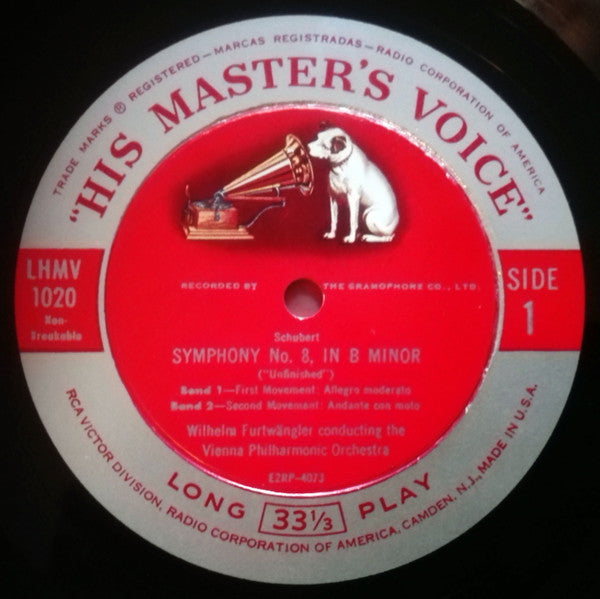 TRADE MARKS ® REGISTERED—MARCAS REGISTRADAS—RADIO CORPORATION OF AMERICA
"HIS MASTER'S VOICE"
LHMV
1020
Non-
Breakable
SIDE
1
RECORDED BY THE GRAMOPHONE CO., LTD.
Schubert
SYMPHONY No. 8, IN B MINOR
("Unfinished")
Band 1—First Movement: Allegro moderato
Band 2—Second Movement: Andante con moto
Wilhelm Furtwängler conducting the
Vienna Philharmonic Orchestra
E2RP-4073
LONG 33⅓ PLAY
RCA VICTOR DIVISION, RADIO CORPORATION OF AMERICA, CAMDEN, N.J., MADE IN U.S.A.